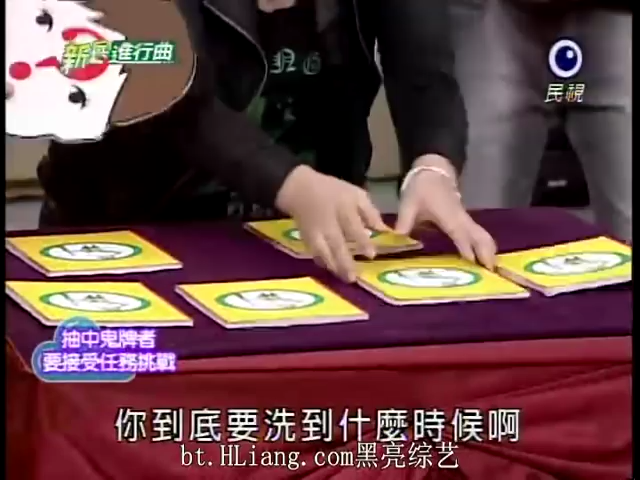 新兵進行曲
民視
抽中鬼牌者
要接受任務挑戰
你到底要洗到什麼時候啊
bt.HLiang.com黑亮综艺